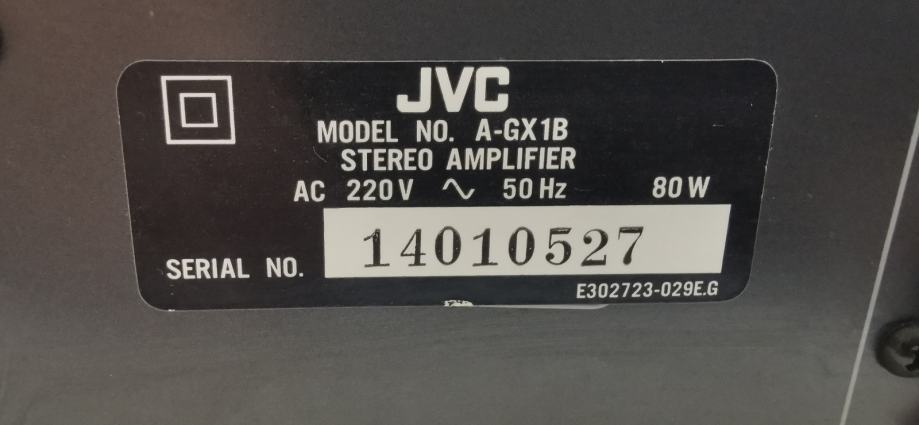 JVC
MODEL NO. A-GX1B
STEREO AMPLIFIER
AC 220V ∿ 50Hz 80W
SERIAL NO. 14010527
E302723-029E.G